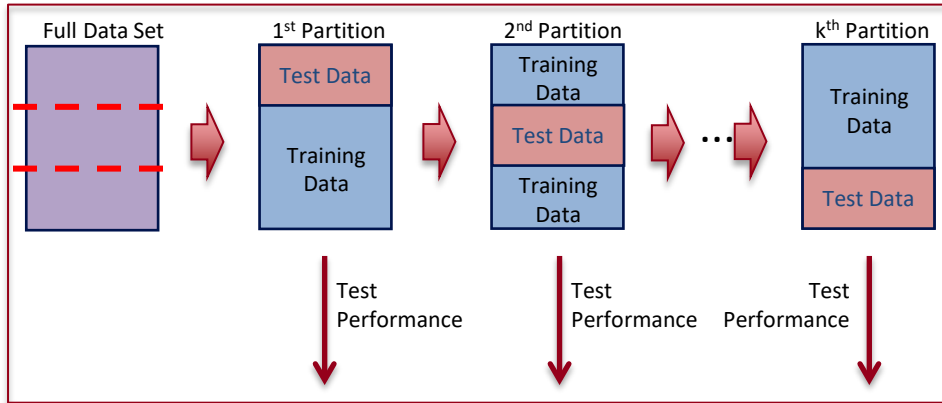 Full Data Set
1st Partition
2nd Partition
kth Partition
Test Data
Training
Data
Training
Data
Test Data
Training
Data
...
Training
Data
Test Data
Test
Performance
Test
Performance
Test
Performance